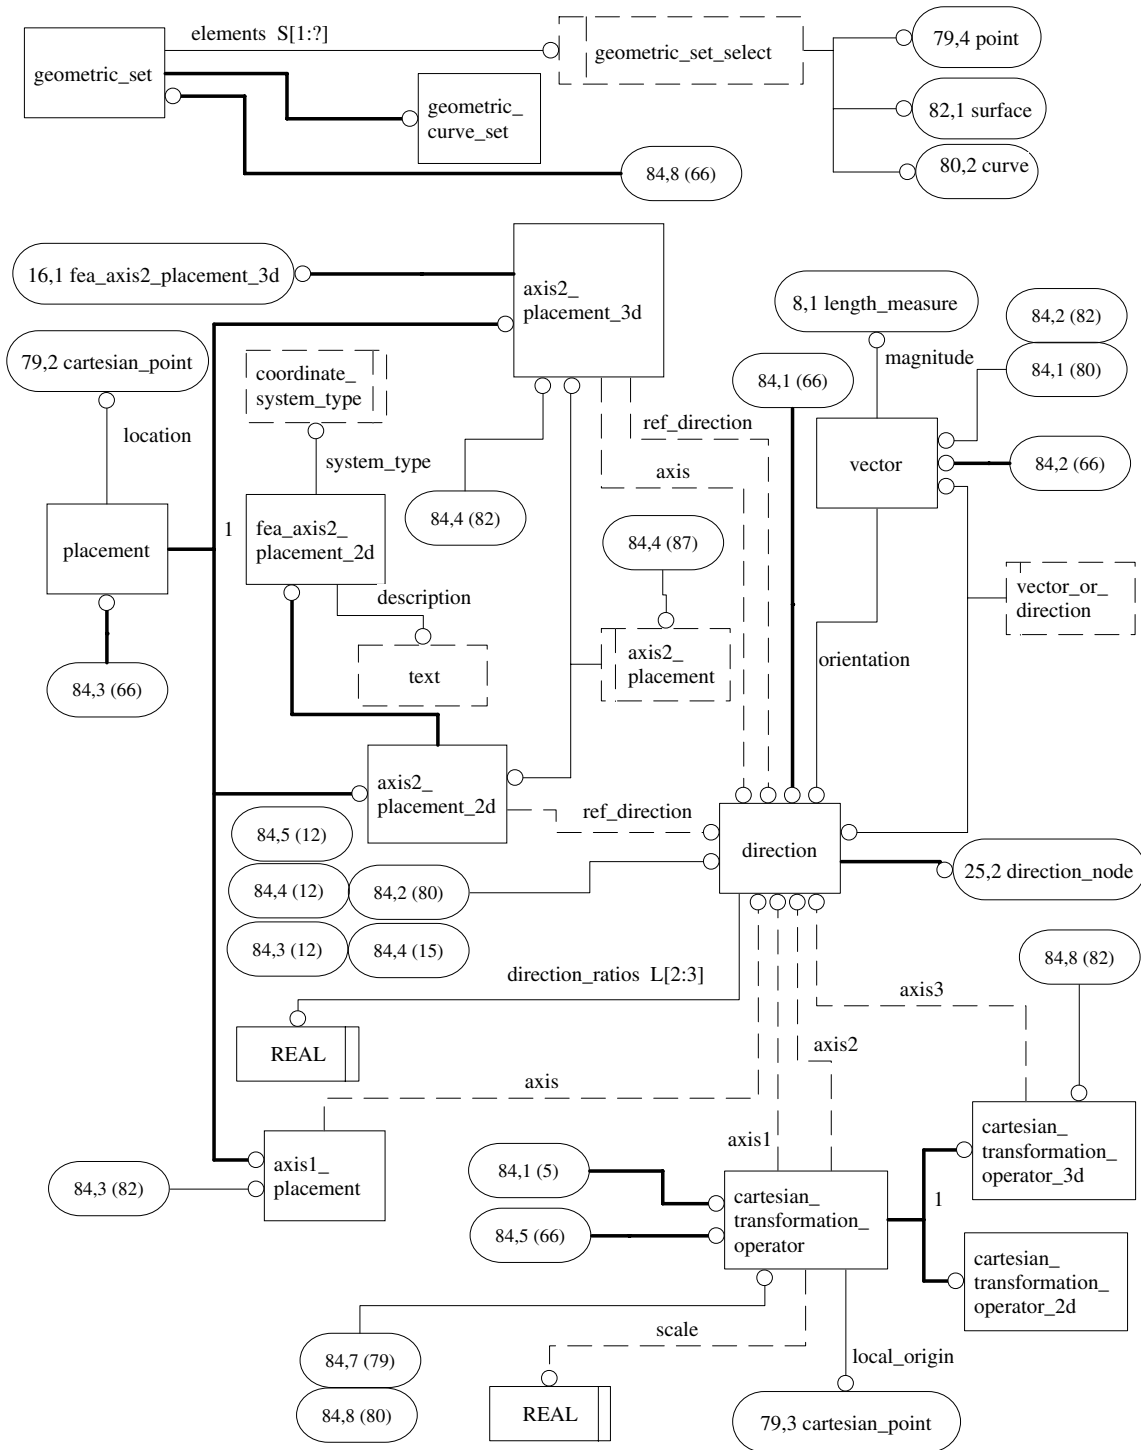 elements  S[1:?]
geometric_set
geometric_set_select
79,4 point
geometric_
curve_set
82,1 surface
80,2 curve
84,8 (66)
16,1 fea_axis2_placement_3d
axis2_
placement_3d
8,1 length_measure
84,2 (82)
79,2 cartesian_point
coordinate_
system_type
84,1 (66)
magnitude
84,1 (80)
location
ref_direction
system_type
axis
vector
84,2 (66)
placement
1
fea_axis2_
placement_2d
84,4 (82)
84,4 (87)
description
vector_or_
direction
84,3 (66)
text
axis2_
placement
orientation
axis2_
placement_2d
ref_direction
84,5 (12)
direction
84,4 (12)
84,2 (80)
25,2 direction_node
84,3 (12)
84,4 (15)
direction_ratios  L[2:3]
84,8 (82)
axis3
REAL
axis2
axis
axis1
84,3 (82)
axis1_
placement
84,1 (5)
84,5 (66)
cartesian_
transformation_
operator
1
cartesian_
transformation_
operator_3d
cartesian_
transformation_
operator_2d
scale
local_origin
84,7 (79)
84,8 (80)
REAL
79,3 cartesian_point